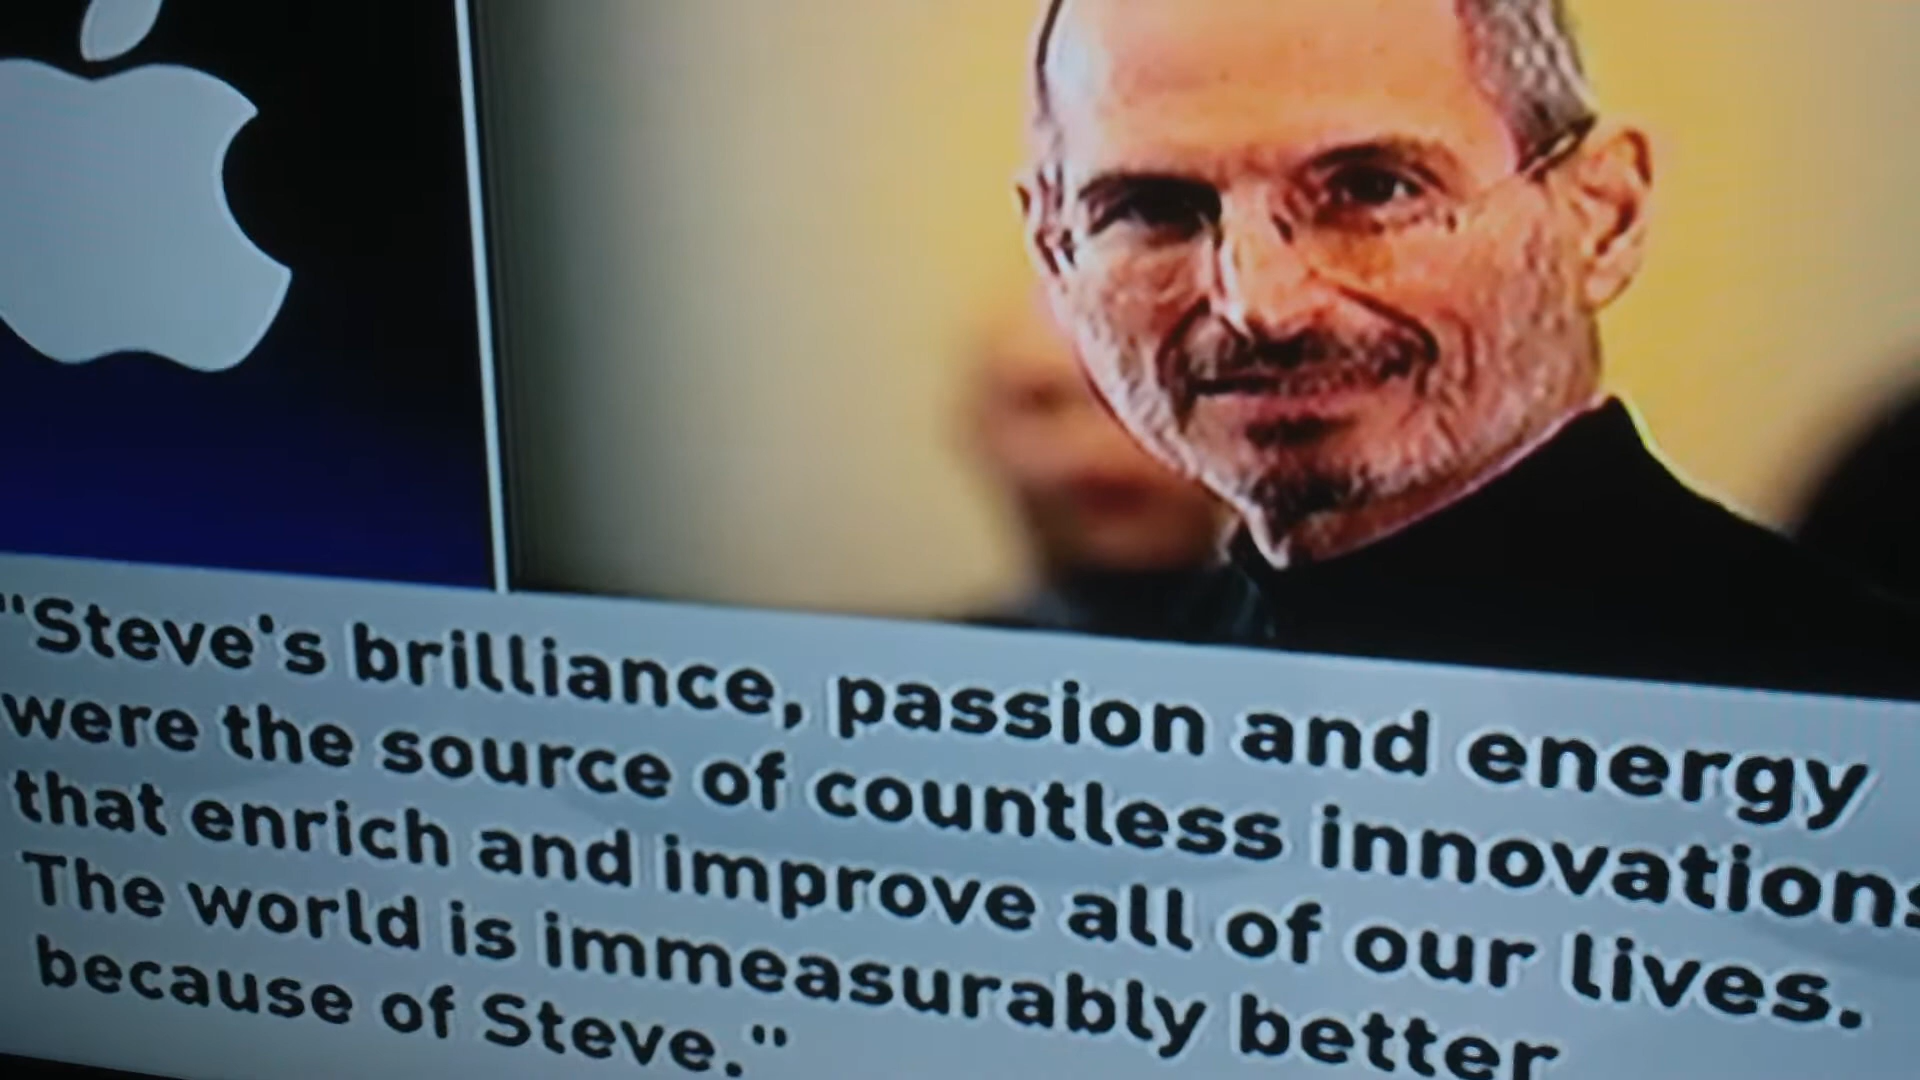 "Steve's brilliance, passion and energy
were the source of countless innovations
that enrich and improve all of our lives.
The world is immeasurably better
because of Steve."